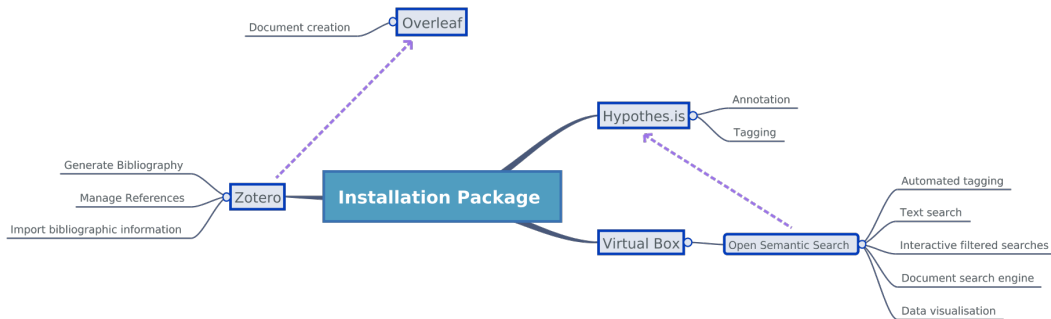 Document creation
Overleaf
Hypothes.is
Annotation
Tagging
Generate Bibliography
Manage References
Import bibliographic information
Zotero
Installation Package
Virtual Box
Open Semantic Search
Automated tagging
Text search
Interactive filtered searches
Document search engine
Data visualisation